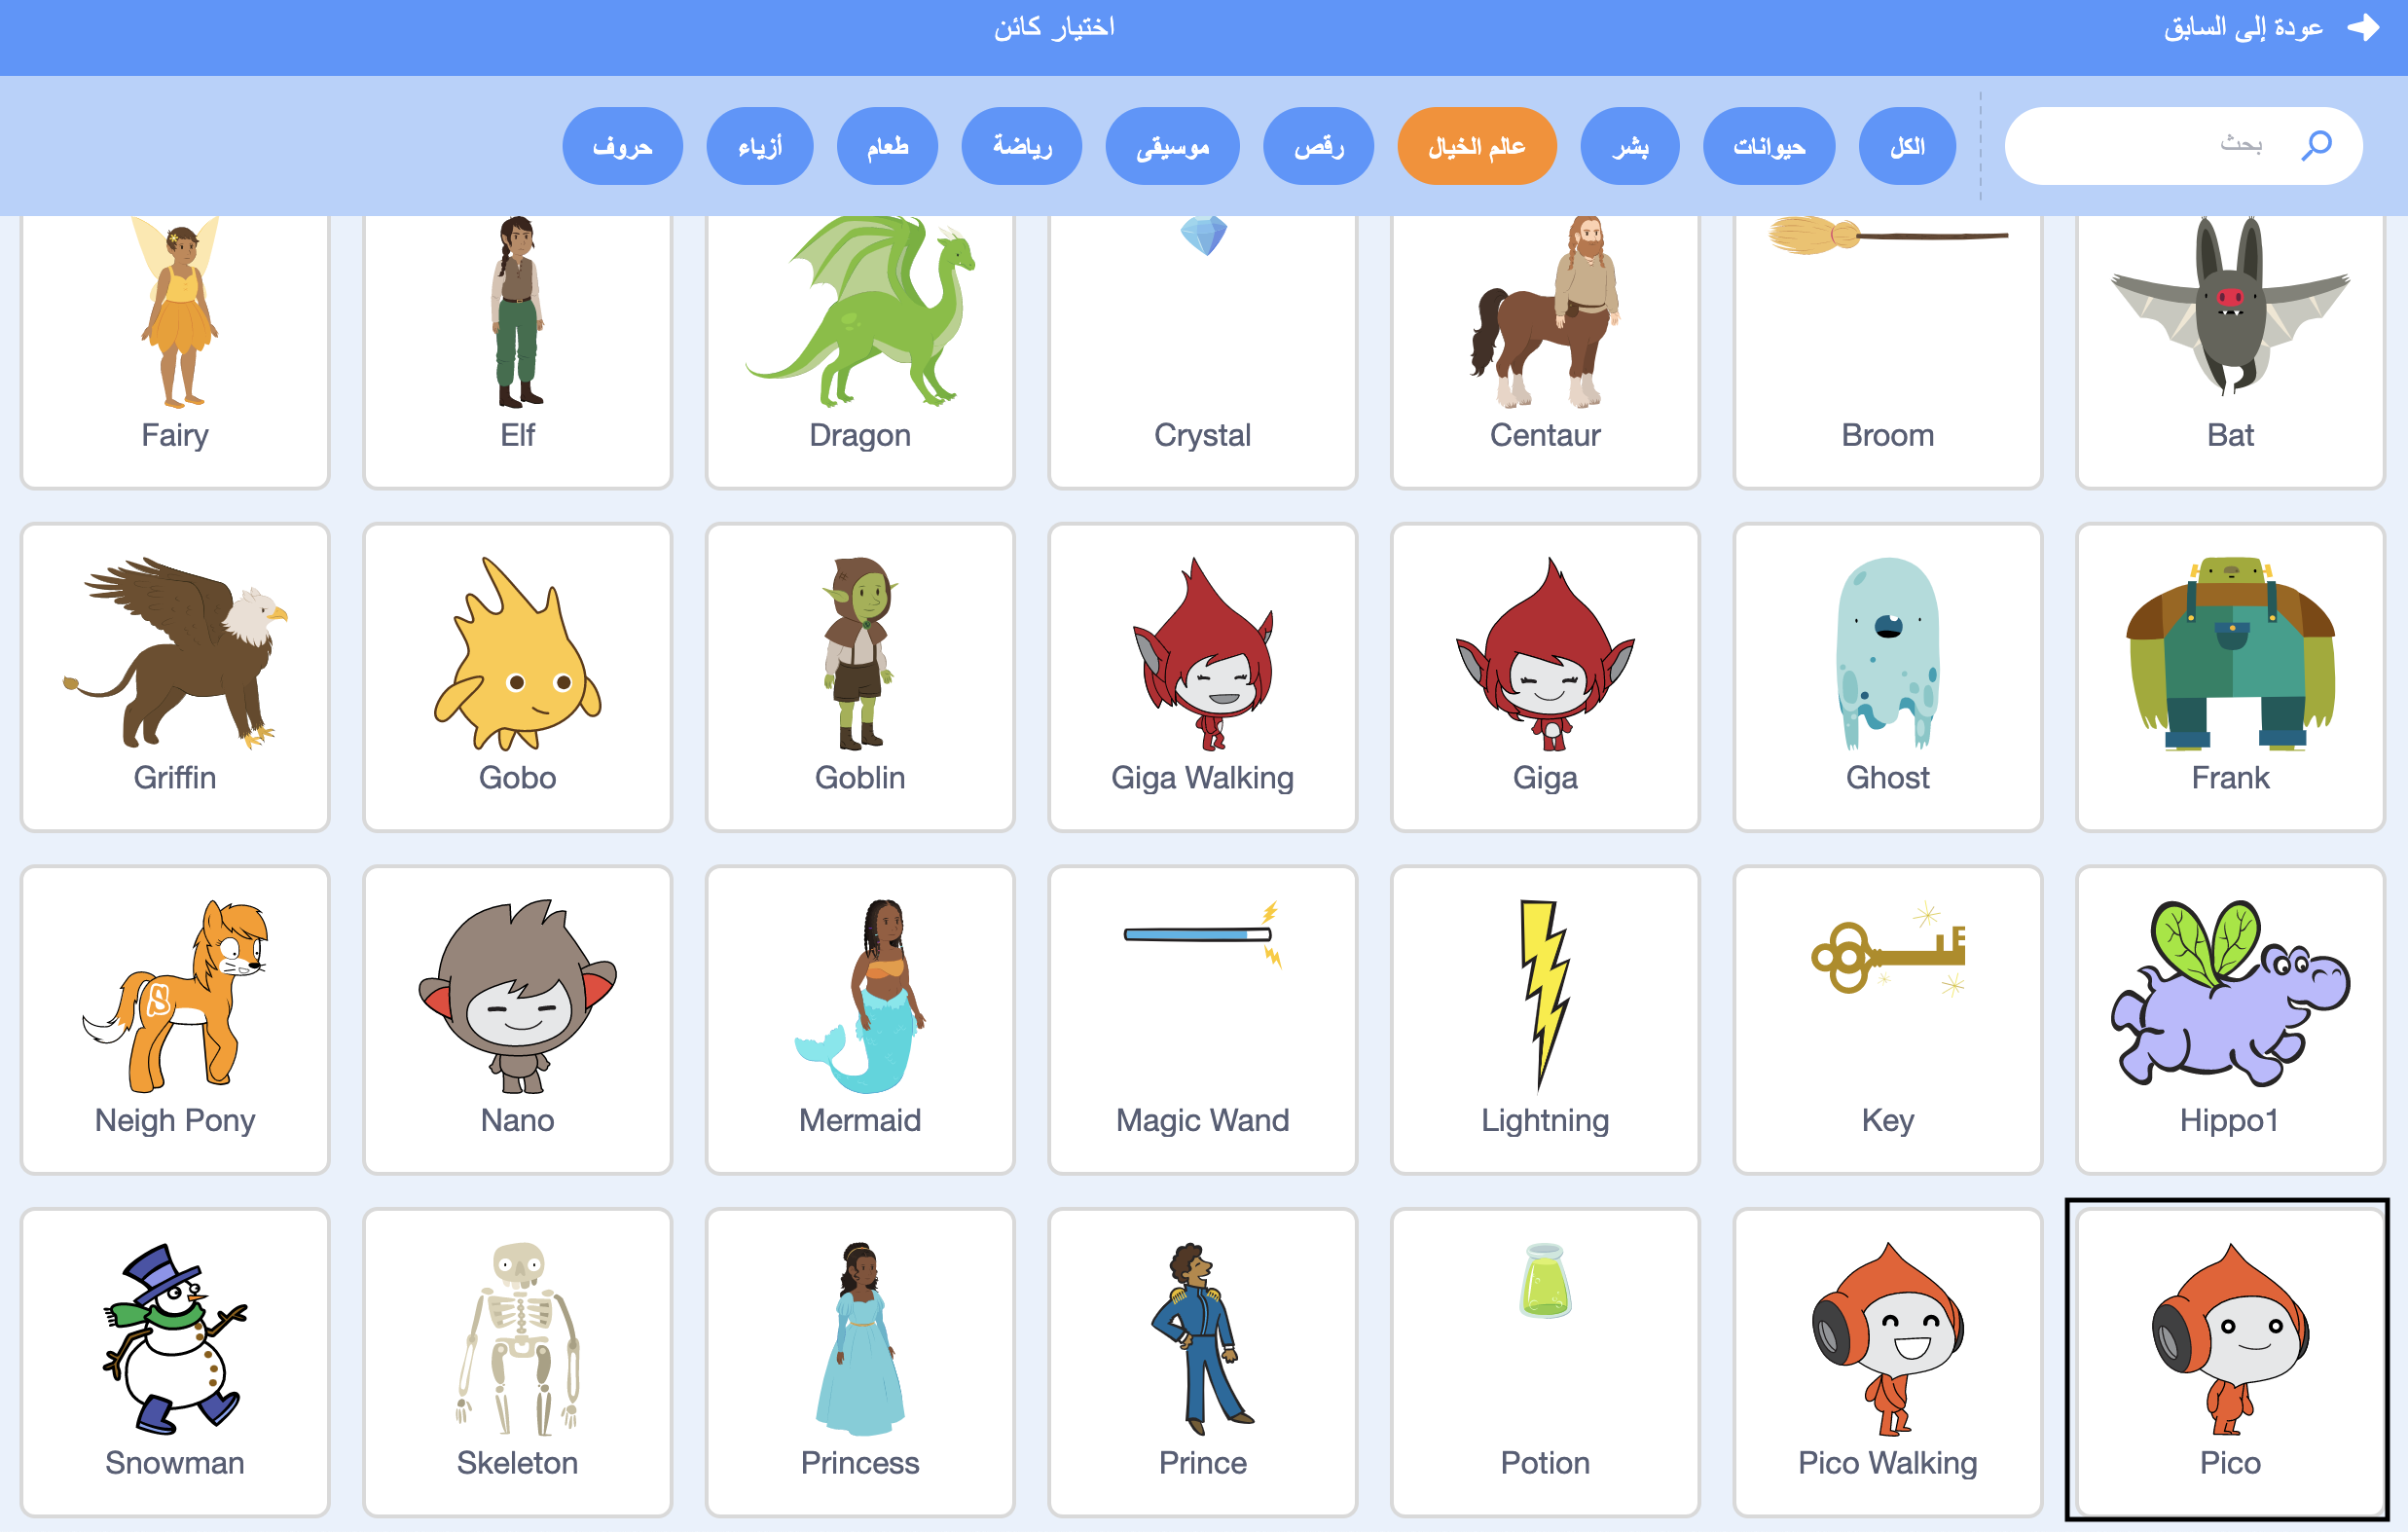 عودة إلى السابق
اختيار كائن
بحث
الكل
حيوانات
بشر
عالم الخيال
رقص
موسيقى
رياضة
طعام
أزياء
حروف
Bat
Broom
Centaur
Crystal
Dragon
Elf
Fairy
Frank
Ghost
Giga
Giga Walking
Goblin
Gobo
Griffin
Hippo1
Key
Lightning
Magic Wand
Mermaid
Nano
Neigh Pony
S
Pico
Pico Walking
Potion
Prince
Princess
Skeleton
Snowman